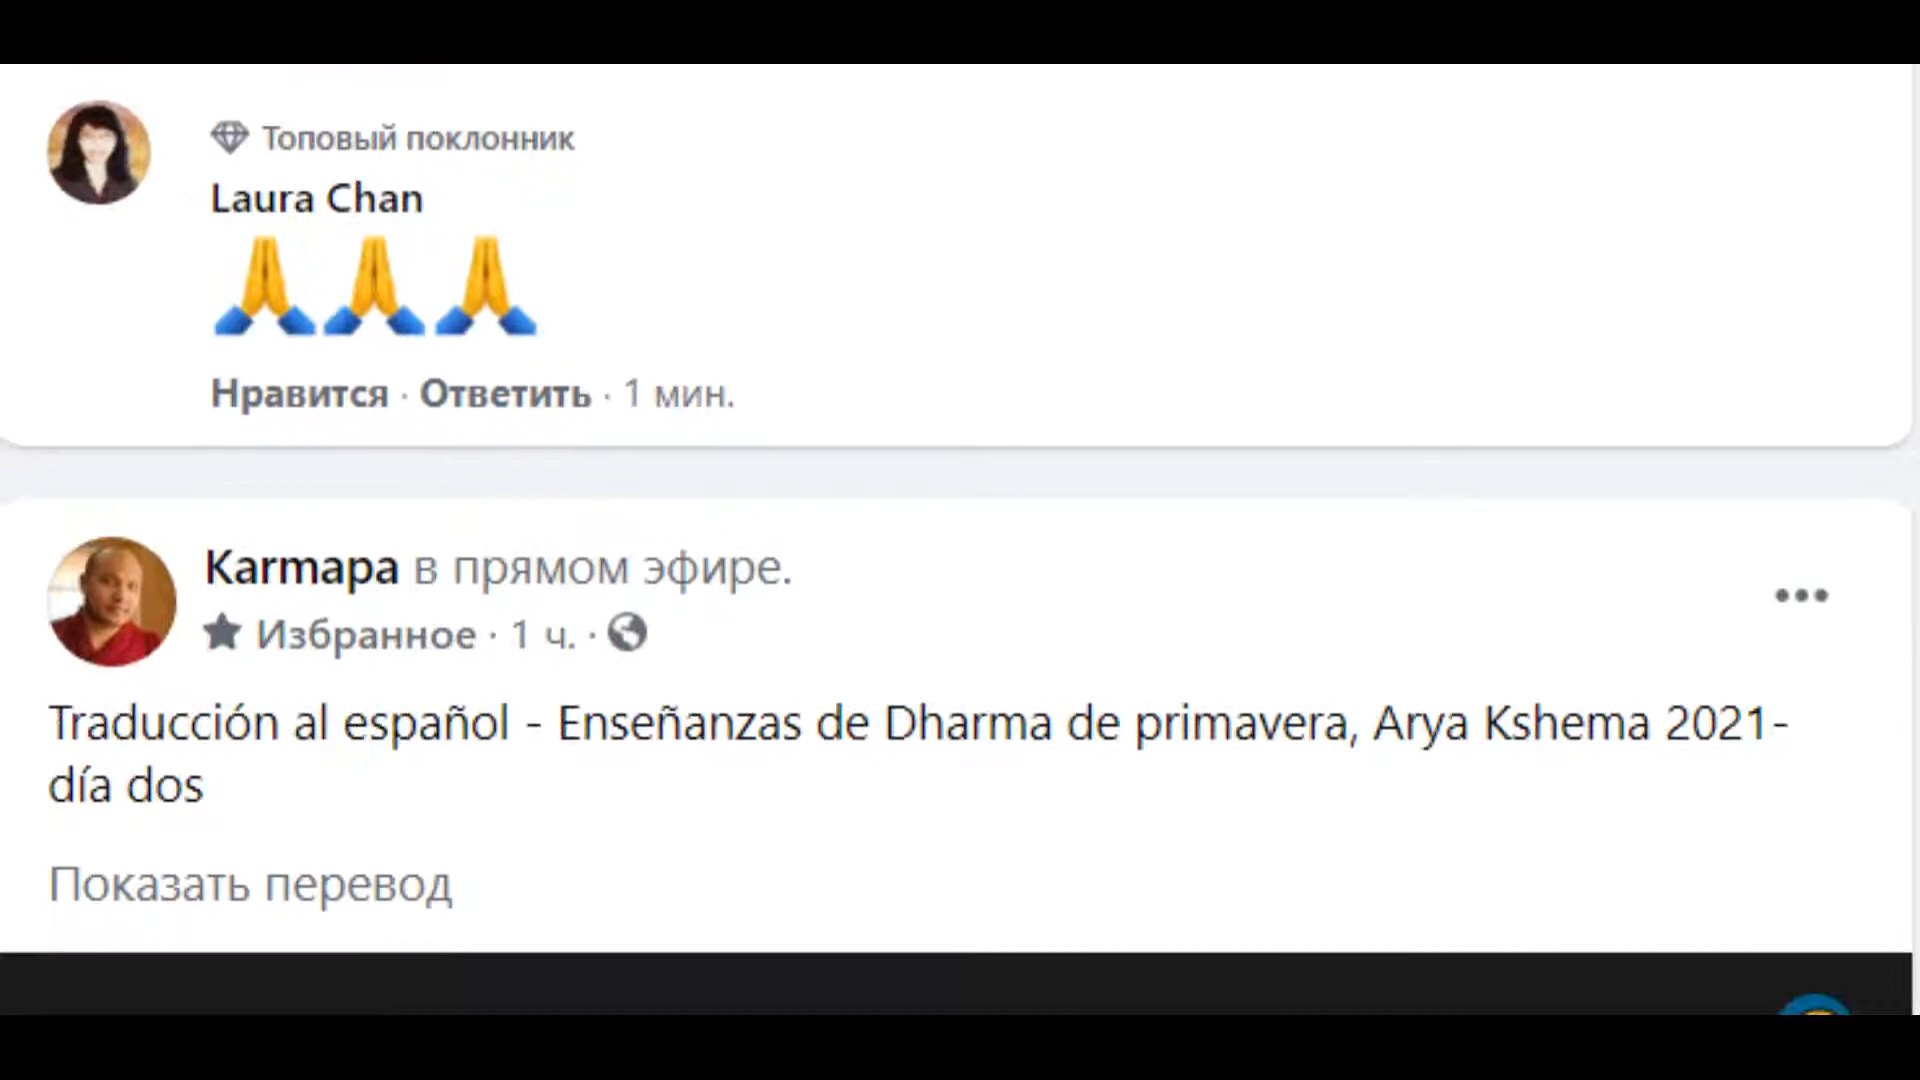 Топовый поклонник
Laura Chan
🙏🙏🙏
Нравится · Ответить · 1 мин.
Karmapa в прямом эфире.
Избранное · 1 ч. ·
Traducción al español - Enseñanzas de Dharma de primavera, Arya Kshema 2021-
día dos
Показать перевод